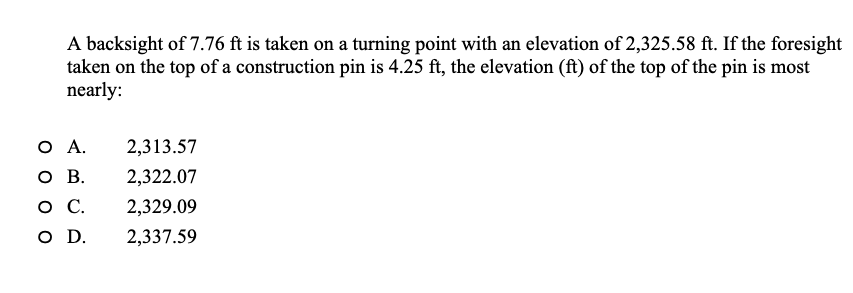 A backsight of 7.76 ft is taken on a turning point with an elevation of 2,325.58 ft. If the foresight
taken on the top of a construction pin is 4.25 ft, the elevation (ft) of the top of the pin is most
nearly:
O A. 2,313.57
O B. 2,322.07
O C. 2,329.09
O D. 2,337.59